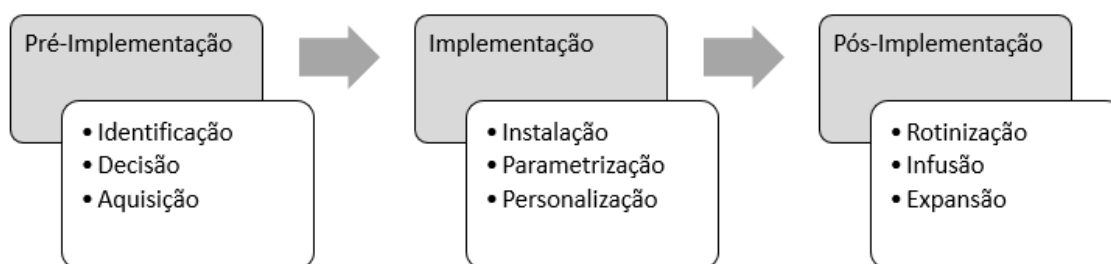 Pré-Implementação
• Identificação
• Decisão
• Aquisição
Implementação
• Instalação
• Parametrização
• Personalização
Pós-Implementação
• Rotinização
• Infusão
• Expansão